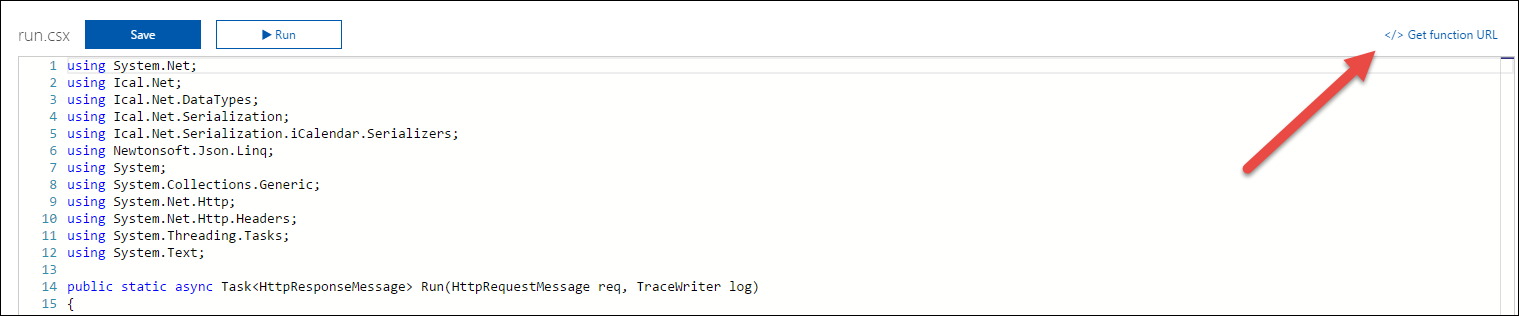 run.csx Save Run </> Get function URL
1 using System.Net;
2 using Ical.Net;
3 using Ical.Net.DataTypes;
4 using Ical.Net.Serialization;
5 using Ical.Net.Serialization.iCalendar.Serializers;
6 using Newtonsoft.Json.Linq;
7 using System;
8 using System.Collections.Generic;
9 using System.Net.Http;
10 using System.Net.Http.Headers;
11 using System.Threading.Tasks;
12 using System.Text;
13
14 public static async Task<HttpResponseMessage> Run(HttpRequestMessage req, TraceWriter log)
15 {